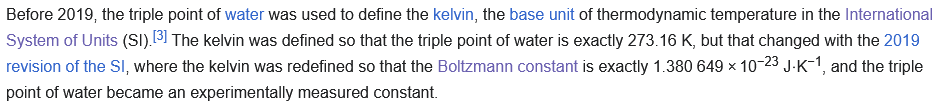 Before 2019, the triple point of water was used to define the kelvin, the base unit of thermodynamic temperature in the International
System of Units (SI).[3] The kelvin was defined so that the triple point of water is exactly 273.16 K, but that changed with the 2019
revision of the SI, where the kelvin was redefined so that the Boltzmann constant is exactly 1.380 649 × 10−23 J⋅K−1, and the triple
point of water became an experimentally measured constant.